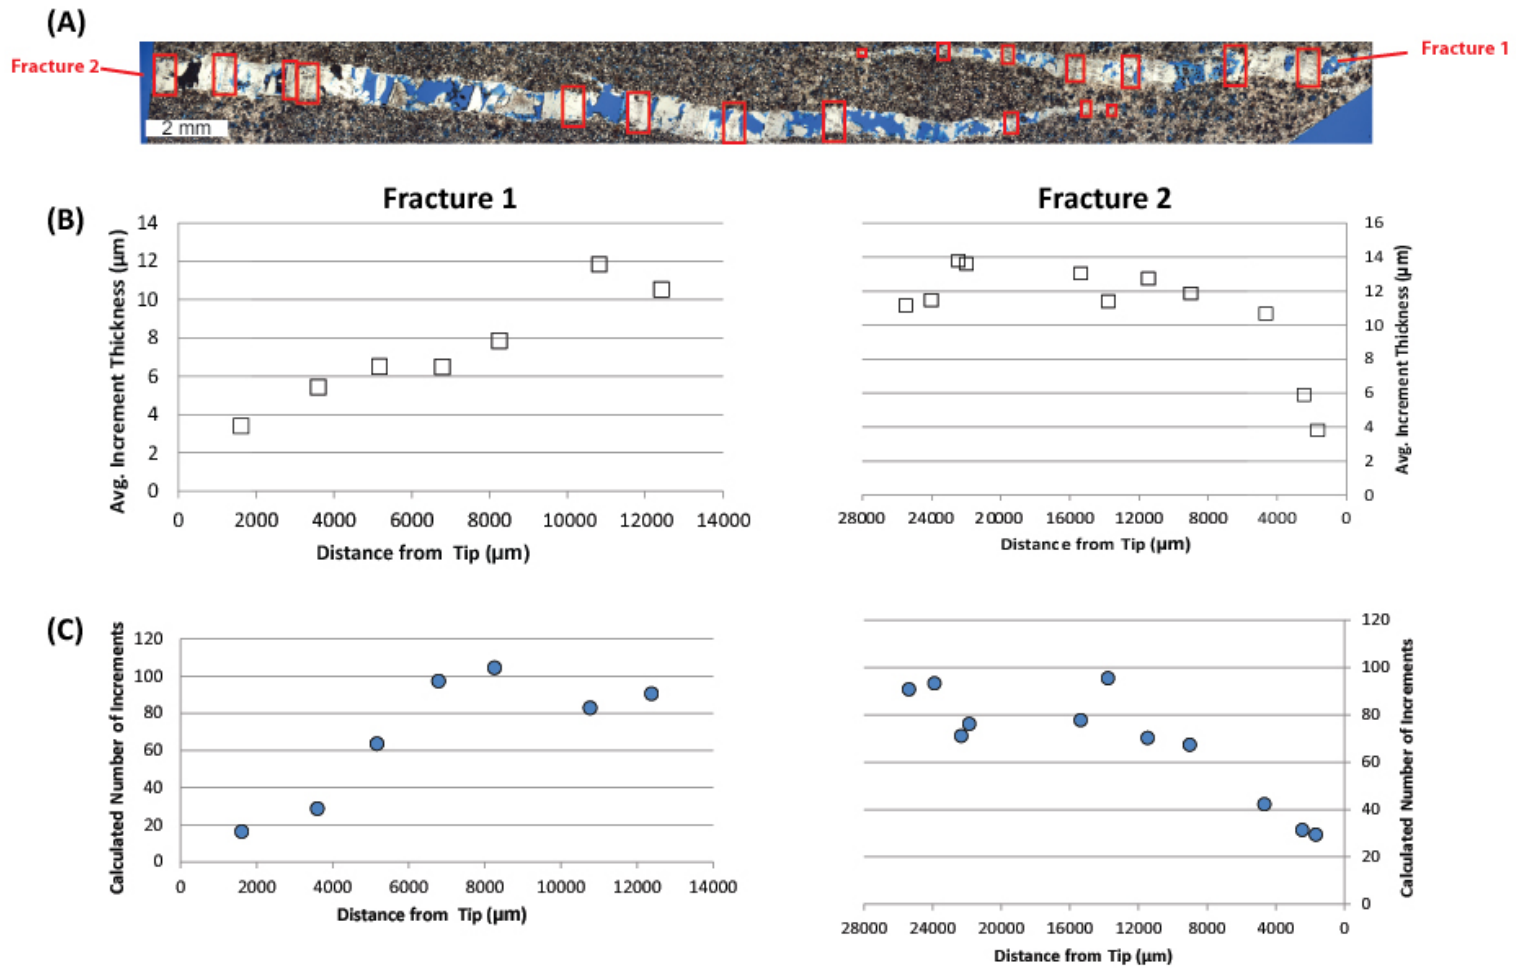 (A)
Fracture 2
Fracture 1
2 mm
(B)
Fracture 1
Fracture 2
Avg. Increment Thickness (µm)
14
12
10
8
6
4
2
0
0 2000 4000 6000 8000 10000 12000 14000
Distance from Tip (µm)
16
14
12
10
8
6
4
2
0
Avg. Increment Thickness (µm)
28000 24000 20000 16000 12000 8000 4000 0
Distance from Tip (µm)
(C)
Calculated Number of Increments
120
100
80
60
40
20
0
0 2000 4000 6000 8000 10000 12000 14000
Distance from Tip (µm)
120
100
80
60
40
20
0
Calculated Number of Increments
28000 24000 20000 16000 12000 8000 4000 0
Distance from Tip (µm)